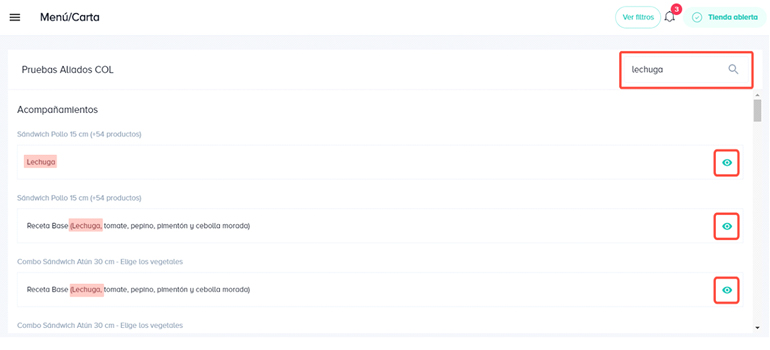 Menú/Carta
Ver filtros
3
Tienda abierta
Pruebas Aliados COL
lechuga
Acompañamientos
Sándwich Pollo 15 cm (+54 productos)
Lechuga
Sándwich Pollo 15 cm (+54 productos)
Receta Base (Lechuga, tomate, pepino, pimentón y cebolla morada)
Combo Sándwich Atún 30 cm - Elige los vegetales
Receta Base (Lechuga, tomate, pepino, pimentón y cebolla morada)
Combo Sándwich Atún 30 cm - Elige los vegetales